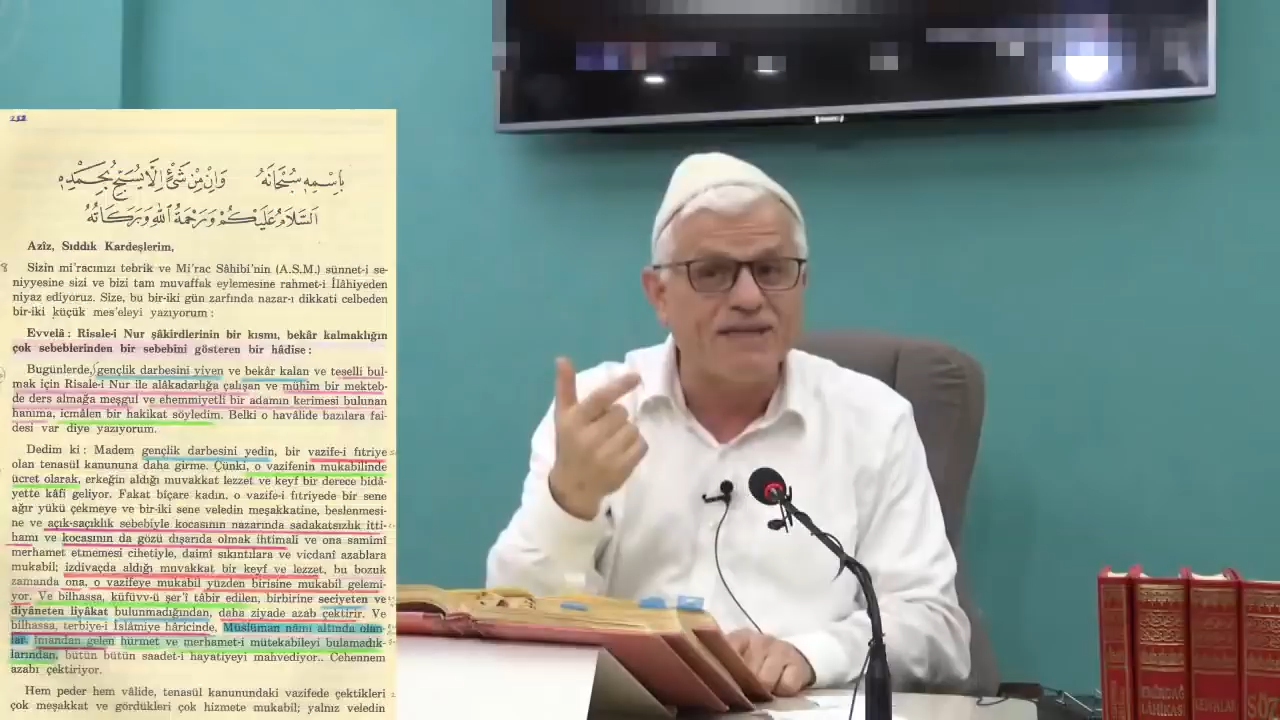 238
بِاسْمِهِ سُبْحَانَهُ وَاِنْ مِنْ شَىْءٍ اِلَّا يُسَبِّحُ بِحَمْدِهِ
اَلسَّلَامُ عَلَيْكُمْ وَرَحْمَةُ اللّٰهِ وَبَرَكَاتُهُ
Azîz, Sıddık Kardeşlerim,
Sizin mi'racınızı tebrik ve Mi'rac Sâhibi'nin (A.S.M.) sünnet-i se-
niyyesine sizi ve bizi tam muvaffak eylemesine rahmet-i İlâhiyeden
niyaz ediyoruz. Size, bu bir-iki gün zarfında nazar-ı dikkati celbeden
bir-iki küçük mes'eleyi yazıyorum :
Evvelâ : Risale-i Nur şâkirdlerinin bir kısmı, bekâr kalmaklığın
çok sebeblerinden bir sebebini gösteren bir hâdise :
Bugünlerde, gençlik darbesini yiyen ve bekâr kalan ve teselli bul-
mak için Risale-i Nur ile alâkadarlığa çalışan ve mühim bir mekteb-
de ders almağa meşgul ve ehemmiyetli bir adamın kerimesi bulunan
hanıma, icmâlen bir hakikat söyledim. Belki o havâlide bazılara fai-
desi var diye yazıyorum.
Dedim ki : Madem gençlik darbesini yedin, bir vazife-i fıtriye
olan tenasül kanununa daha girme. Çünki, o vazifenin mukabilinde
ücret olarak, erkeğin aldığı muvakkat lezzet ve keyf bir derece bidâ-
yette kâfi geliyor. Fakat bîçare kadın, o vazife-i fıtriyede bir sene
ağır yükü çekmeye ve bir-iki sene veledin meşakkatine, beslenmesi-
ne ve açık-saçıklık sebebiyle kocasının nazarında sadakatsızlık itti-
hamı ve kocasının da gözü dışarıda olmak ihtimali ve ona samimî
merhamet etmemesi cihetiyle, daimî sıkıntılara ve vicdanî azablara
mukabil; izdivaçda aldığı muvakkat bir keyf ve lezzet, bu bozuk
zamanda ona, o vazifeye mukabil yüzden birisine mukabil gelemi-
yor. Ve bilhassa, küfüvv-ü şer'î tâbir edilen, birbirine seciyeten ve
diyâneten liyâkat bulunmadığından, daha ziyade azab çektirir. Ve
bilhassa, terbiye-i İslâmiye hâricinde, Müslüman nâmı altında olan-
lar, imandan gelen hürmet ve merhamet-i mütekabileyi bulamadık-
larından, bütün bütün saadet-i hayatiyeyi mahvediyor.. Cehennem
azabı çektiriyor.
Hem peder hem vâlide, tenasül kanunundaki vazifede çektikleri
çok meşakkat ve gördükleri çok hizmete mukabil; yalnız veledin
EMİRDAĞ
LÂHİKASI